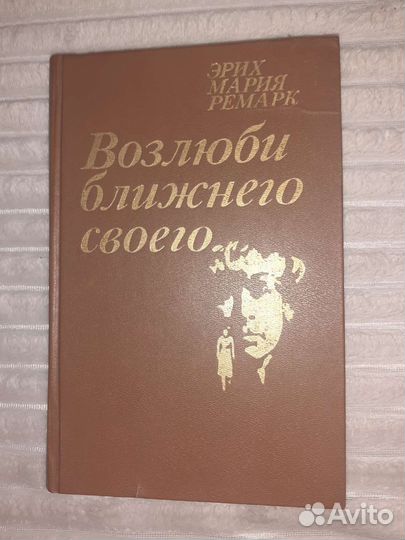 ЭРИХ
МАРИЯ
РЕМАРК
Возлюби
ближнего
своего
Avito